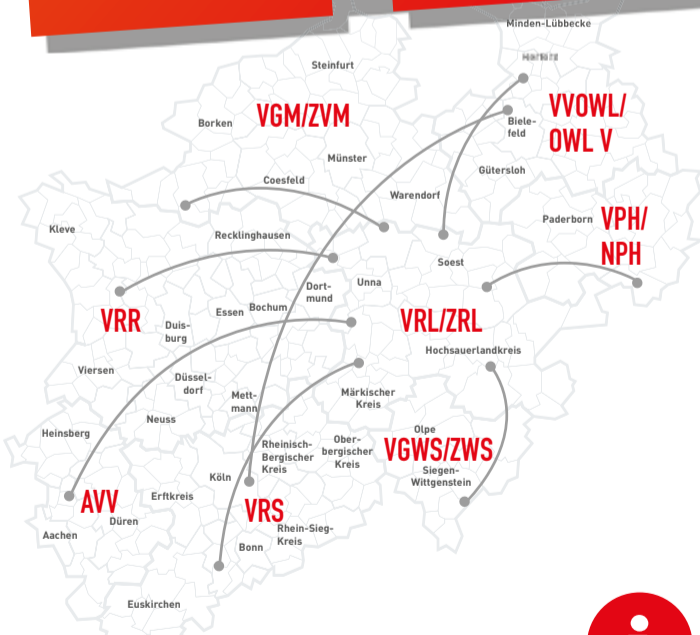 Minden-Lübbecke
Steinfurt
VGM/ZVM
VVOWL/
OWL V
Borken
Biele-
feld
Münster
Gütersloh
Coesfeld
Warendorf
Kleve
Recklinghausen
Paderborn
VPH/
NPH
Soest
Unna
Dort-
mund
Essen
Bochum
VRR
Duis-
burg
VRL/ZRL
Hochsauerlandkreis
Viersen
Düssel-
dorf
Mett-
mann
Märkischer
Kreis
Neuss
Heinsberg
Olpe
VGWS/ZWS
Siegen-
Wittgenstein
Rheinisch-
Bergischer
Kreis
Ober-
bergischer
Kreis
Köln
AVV
Erftkreis
VRS
Düren
Aachen
Rhein-Sieg-
Kreis
Bonn
Euskirchen